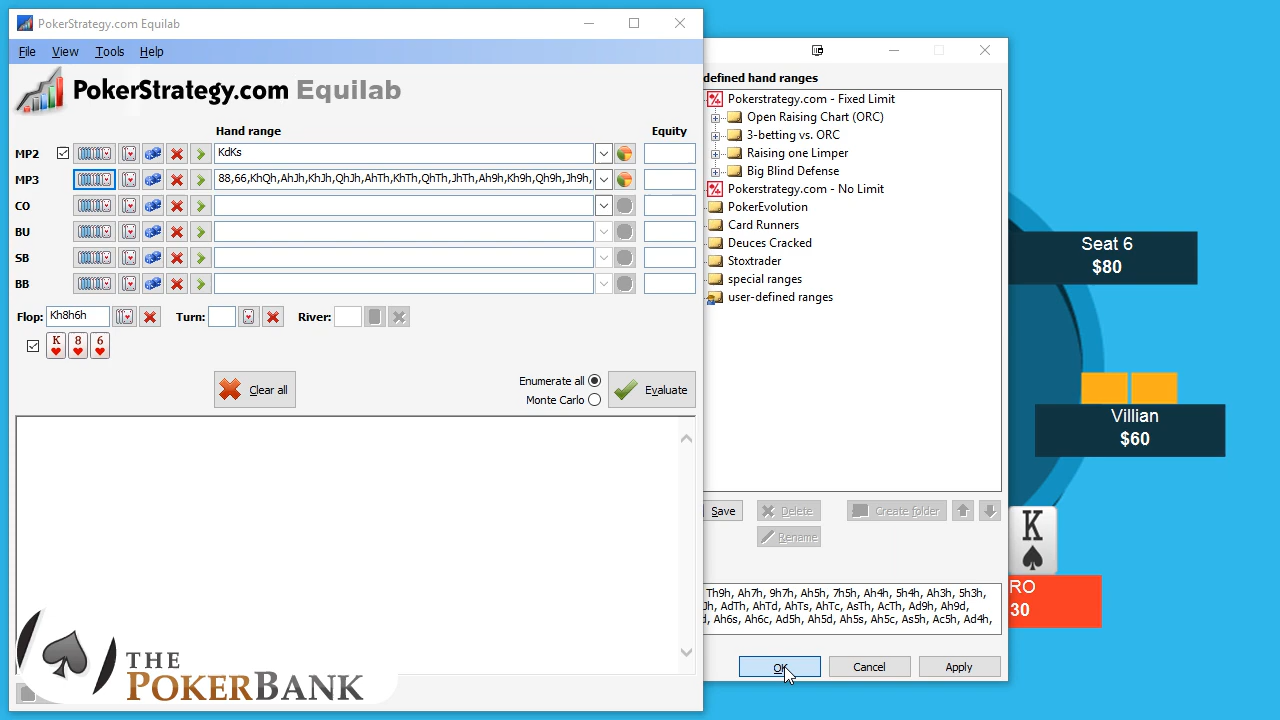 PokerStrategy.com Equilab
File View Tools Help
PokerStrategy.com Equilab
Hand range Equity
MP2 KdKs
MP3 88,66,KhQh,AhJh,KhJh,QhJh,AhTh,KhTh,QhTh,JhTh,Ah9h,Kh9h,Qh9h,Jh9h,
CO
BU
SB
BB
Flop: Kh8h6h Turn: River:
K 8 6
Clear all
Enumerate all
Monte Carlo
Evaluate
defined hand ranges
Pokerstrategy.com - Fixed Limit
Open Raising Chart (ORC)
3-betting vs. ORC
Raising one Limper
Big Blind Defense
Pokerstrategy.com - No Limit
PokerEvolution
Card Runners
Deuces Cracked
Stoxtrader
special ranges
user-defined ranges
Save Delete Create folder
Rename
Th9h, Ah7h, 9h7h, Ah5h, 7h5h, Ah4h, 5h4h, Ah3h, 5h3h,
Jh, AdTh, AhTd, AhTs, AhTc, AsTh, AcTh, Ad9h, Ah9d,
d, Ah6s, Ah6c, Ad5h, Ah5d, Ah5s, Ah5c, As5h, Ac5h, Ad4h,
OK Cancel Apply
Seat 6
$80
Villian
$60
K
RO
30
THE
POKERBANK